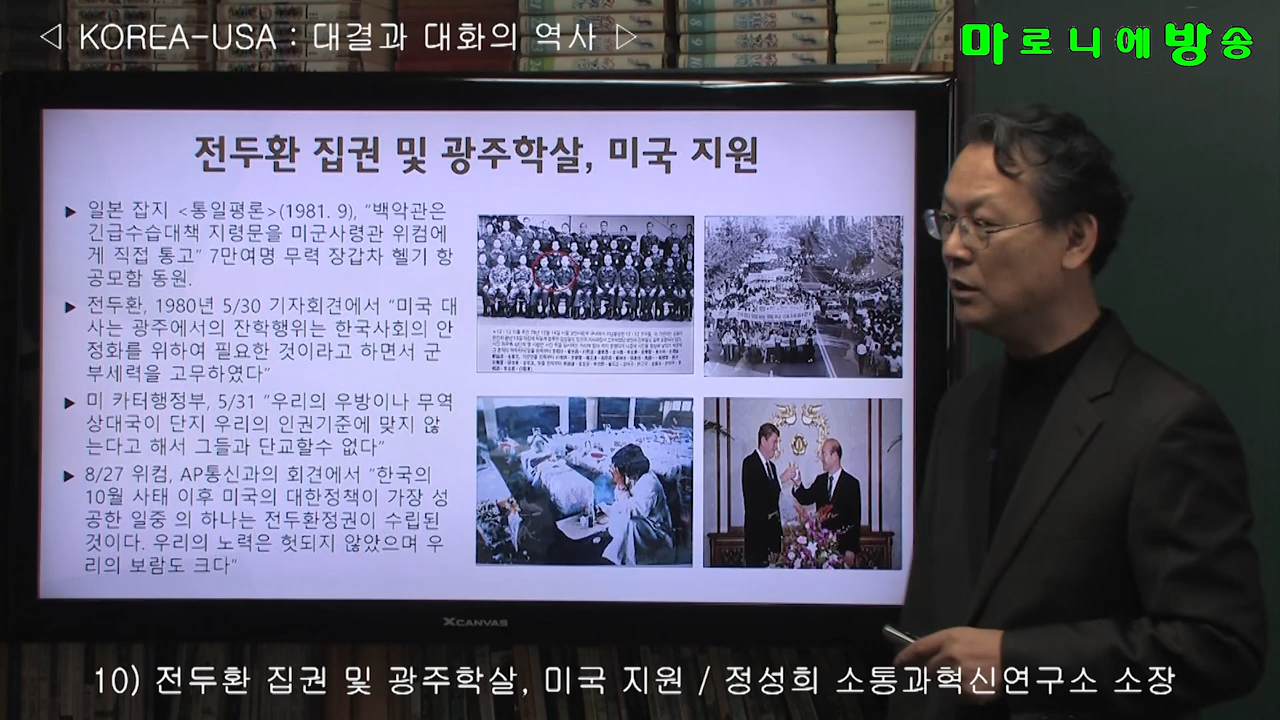 ◁ KOREA-USA : 대결과 대화의 역사 ▷
마로니에방송
전두환 집권 및 광주학살, 미국 지원
▶ 일본 잡지 <통일평론>(1981. 9), "백악관은
긴급수습대책 지령문을 미군사령관 위컴에
게 직접 통고" 7만여명 무력 장갑차 헬기 항
공모함 동원.
▶ 전두환, 1980년 5/30 기자회견에서 "미국 대
사는 광주에서의 잔학행위는 한국사회의 안
정화를 위하여 필요한 것이라고 하면서 군
부세력을 고무하였다"
▶ 미 카터행정부, 5/31 "우리의 우방이나 무역
상대국이 단지 우리의 인권기준에 맞지 않
는다고 해서 그들과 단교할수 없다"
▶ 8/27 위컴, AP통신과의 회견에서 "한국의
10월 사태 이후 미국의 대한정책이 가장 성
공한 일중 의 하나는 전두환정권이 수립된
것이다. 우리의 노력은 헛되지 않았으며 우
리의 보람도 크다"
XCANVAS
10) 전두환 집권 및 광주학살, 미국 지원 / 정성희 소통과혁신연구소 소장